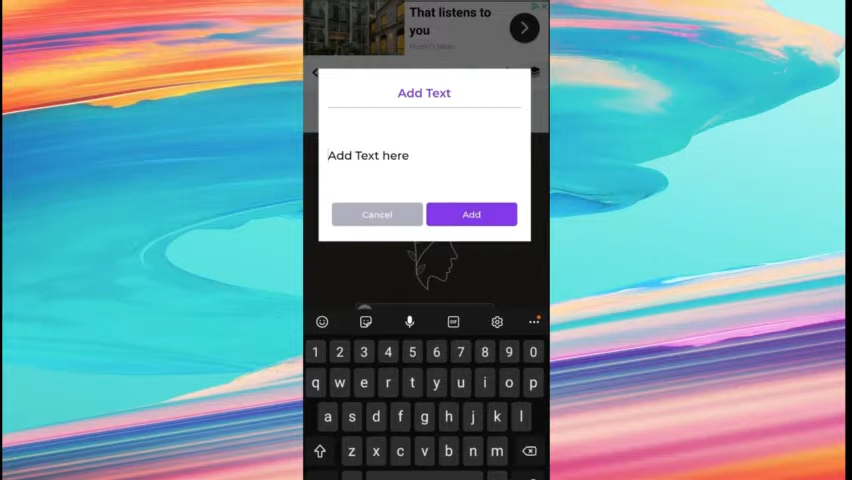 That listens to
you
Add Text
Add Text here
Cancel
Add
GIF
1 2 3 4 5 6 7 8 9 0
q w e r t y u i o p
a s d f g h j k l
z x c v b n m